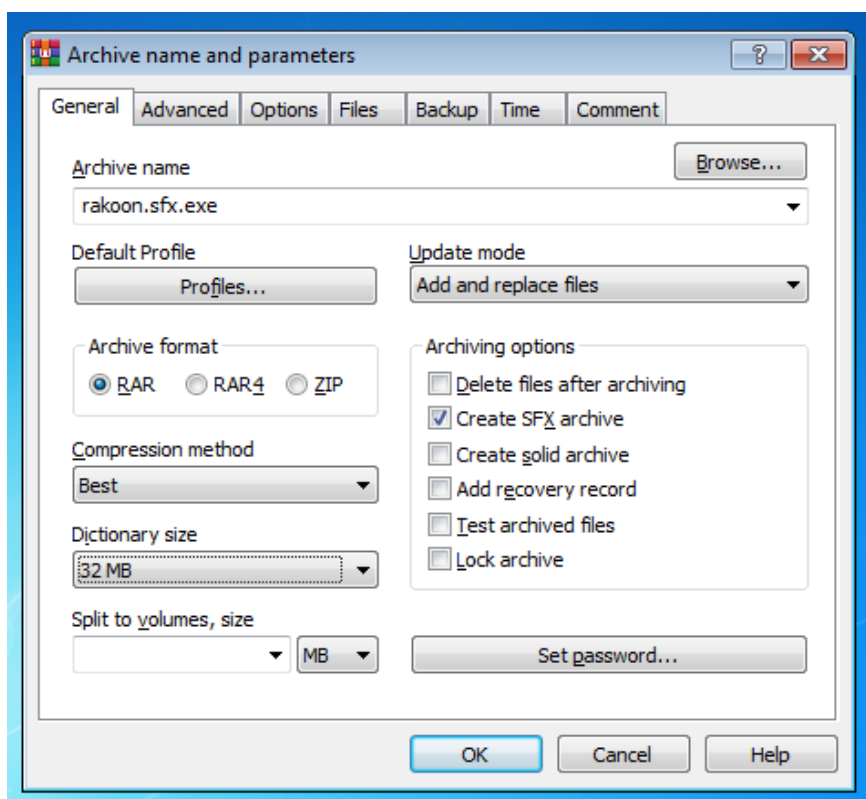 Archive name and parameters
General Advanced Options Files Backup Time Comment
Archive name
Browse...
rakoon.sfx.exe
Default Profile
Profiles...
Update mode
Add and replace files
Archive format
RAR RAR4 ZIP
Compression method
Best
Dictionary size
32 MB
Split to volumes, size
MB
Archiving options
Delete files after archiving
Create SFX archive
Create solid archive
Add recovery record
Test archived files
Lock archive
Set password...
OK Cancel Help